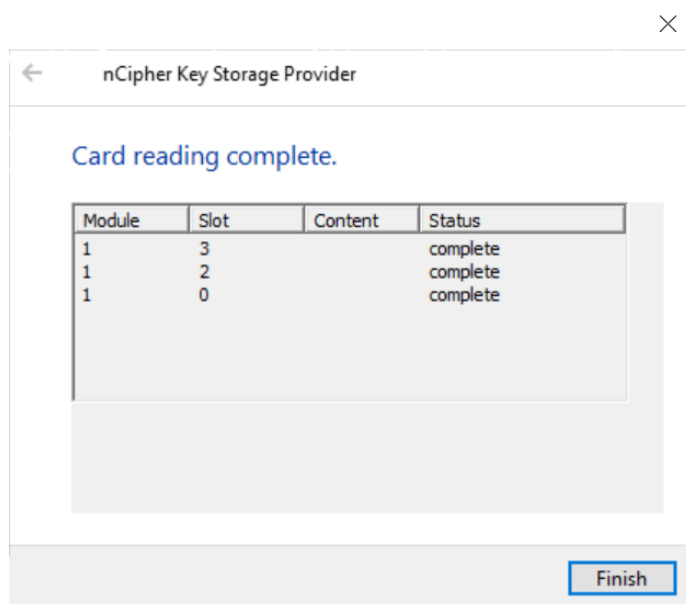 nCipher Key Storage Provider
Card reading complete.
Module Slot Content Status
1 3 complete
1 2 complete
1 0 complete
Finish